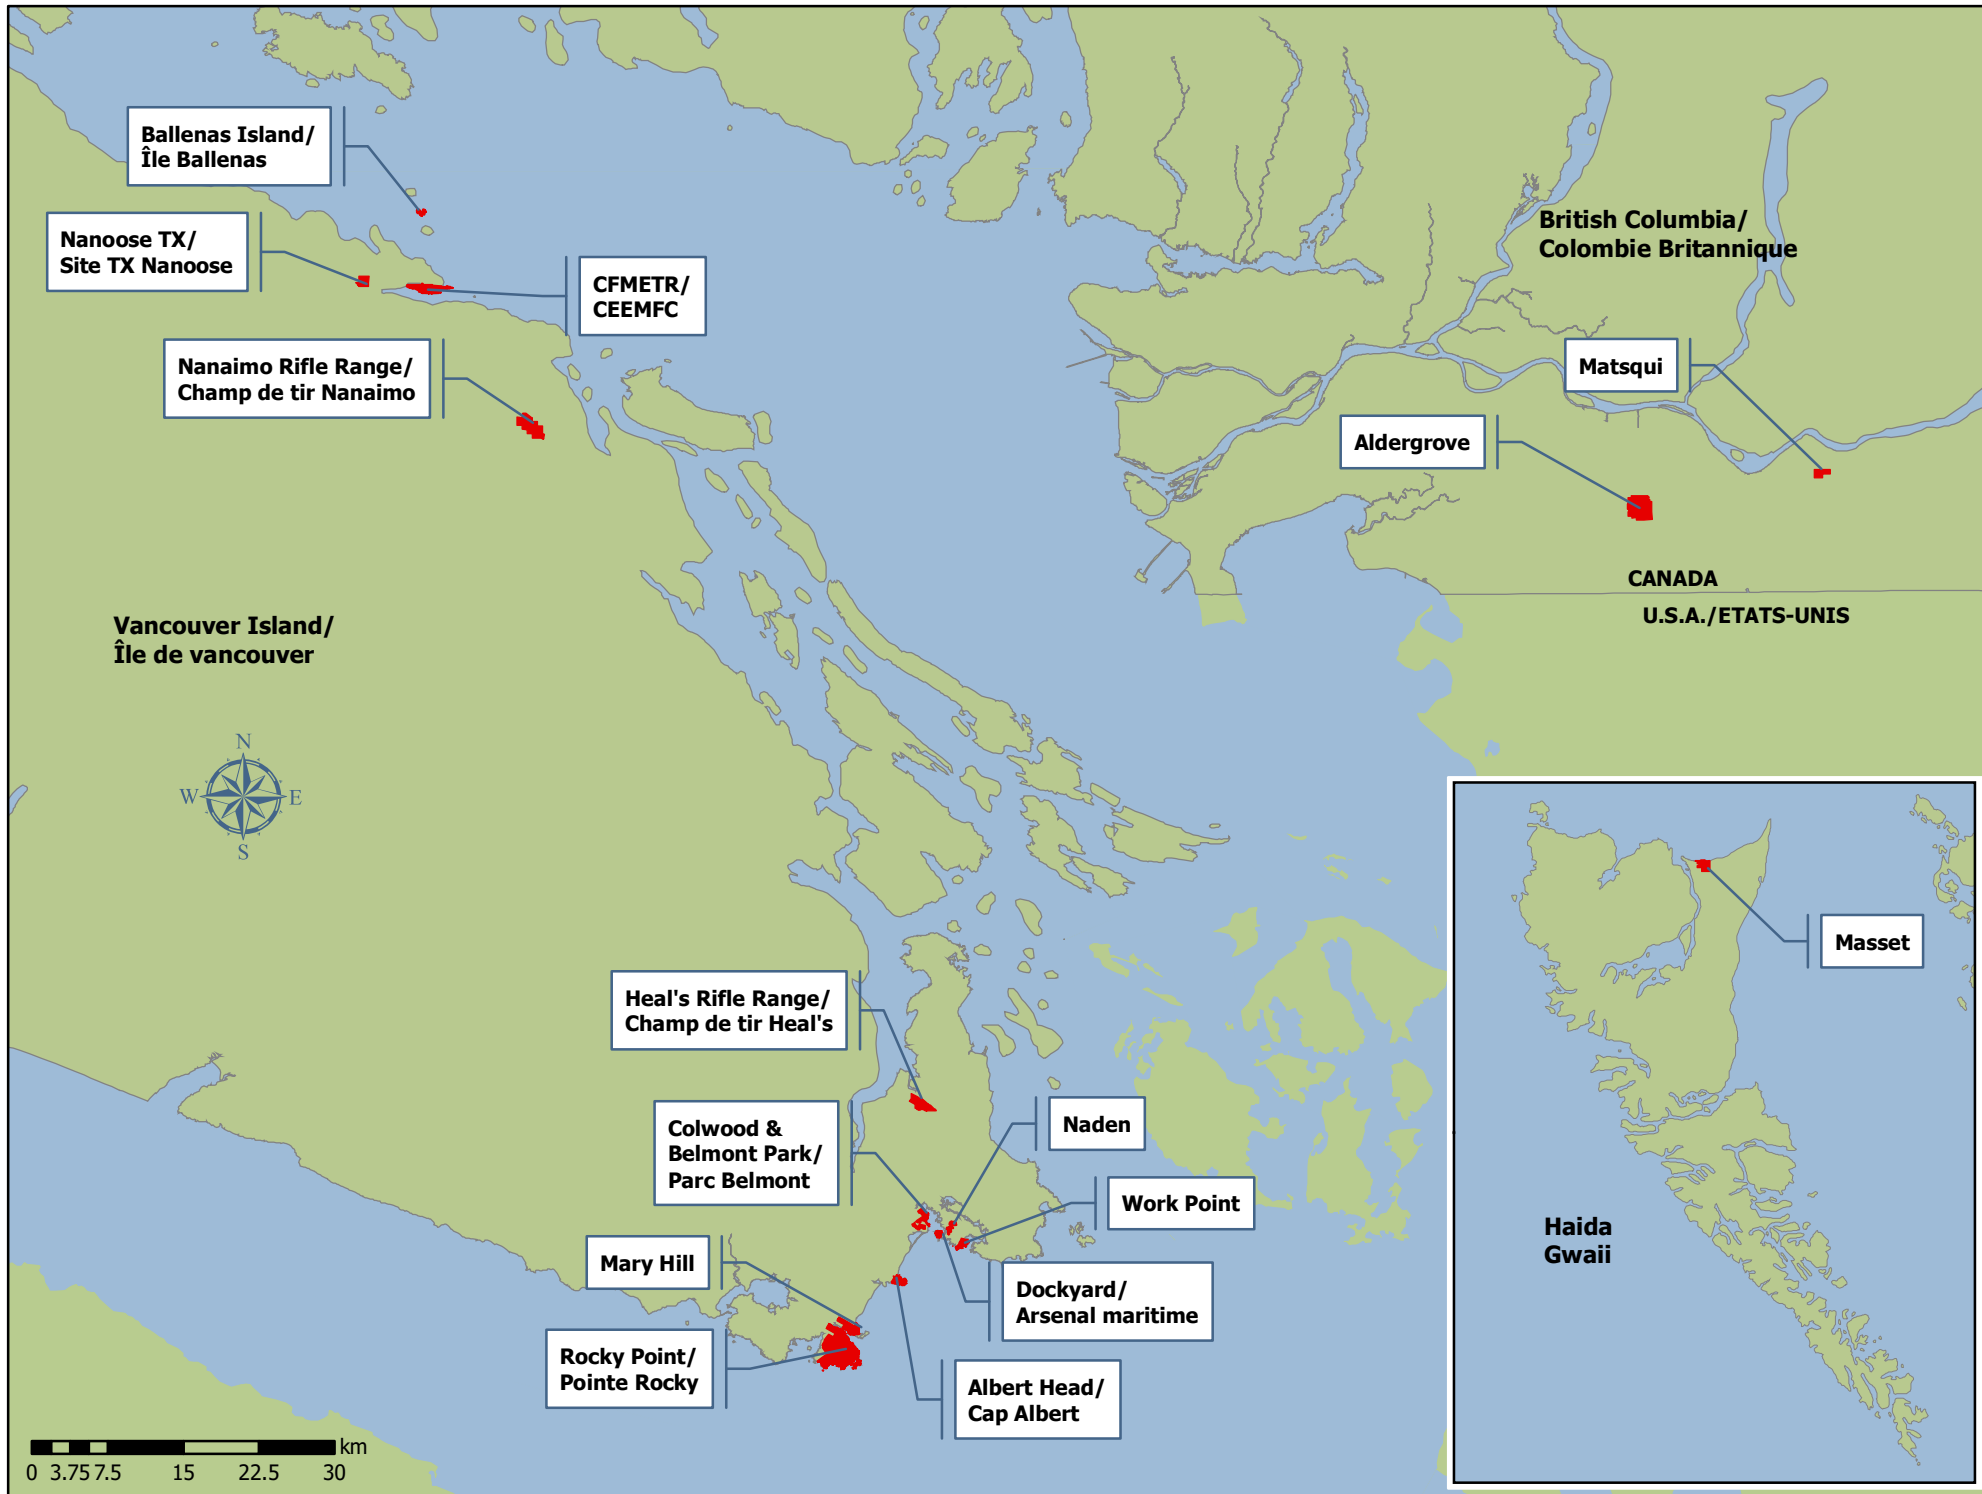 Ballenas Island/
Île Ballenas
Nanoose TX/
Site TX Nanoose
CFMETR/
CEEMFC
British Columbia/
Colombie Britannique
Nanaimo Rifle Range/
Champ de tir Nanaimo
Matsqui
Aldergrove
CANADA
U.S.A./ETATS-UNIS
Vancouver Island/
Île de vancouver
N
W
E
S
Masset
Heal's Rifle Range/
Champ de tir Heal's
Colwood &
Belmont Park/
Parc Belmont
Naden
Work Point
Haida
Gwaii
Mary Hill
Dockyard/
Arsenal maritime
Rocky Point/
Pointe Rocky
Albert Head/
Cap Albert
km
0 3.75 7.5 15 22.5 30